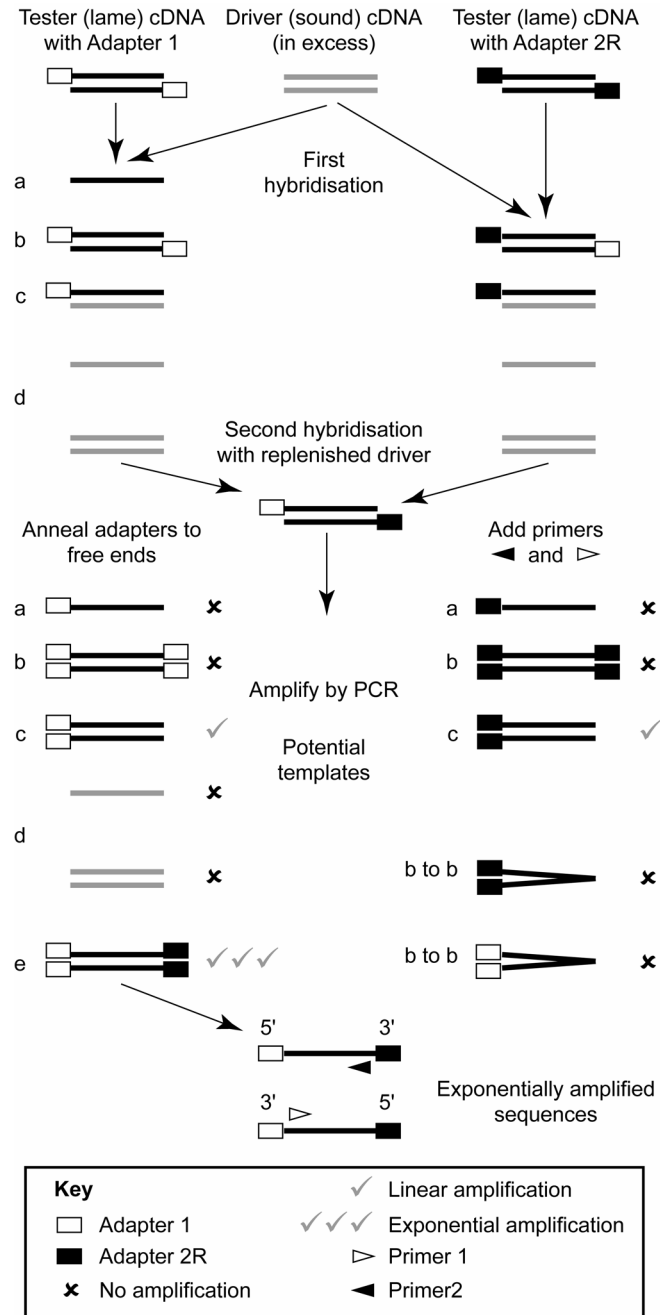 Tester (lame) cDNA
with Adapter 1
Driver (sound) cDNA
(in excess)
Tester (lame) cDNA
with Adapter 2R
First
hybridisation
a
b
c
d
Second hybridisation
with replenished driver
Anneal adapters to
free ends
Add primers
and
a
a
b
b
Amplify by PCR
c
c
Potential
templates
d
b to b
e
b to b
5'
3'
3'
5'
Exponentially amplified
sequences
Key
Linear amplification
Adapter 1
Exponential amplification
Adapter 2R
Primer 1
No amplification
Primer2